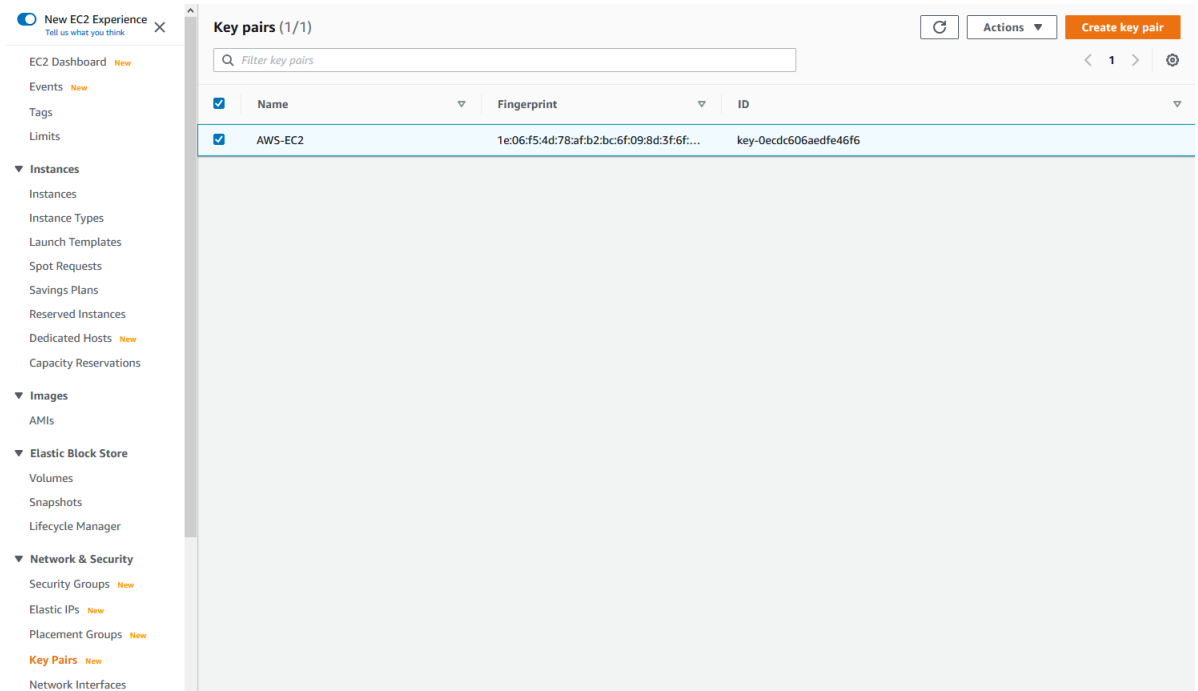 New EC2 Experience
Tell us what you think
EC2 Dashboard New
Events New
Tags
Limits
Instances
Instances
Instance Types
Launch Templates
Spot Requests
Savings Plans
Reserved Instances
Dedicated Hosts New
Capacity Reservations
Images
AMIs
Elastic Block Store
Volumes
Snapshots
Lifecycle Manager
Network & Security
Security Groups New
Elastic IPs New
Placement Groups New
Key Pairs New
Network Interfaces
Key pairs (1/1)
Actions
Create key pair
Filter key pairs
1
Name Fingerprint ID
AWS-EC2 1e:06:f5:4d:78:af:b2:bc:6f:09:8d:3f:6f:... key-0ecdc606aedfe46f6